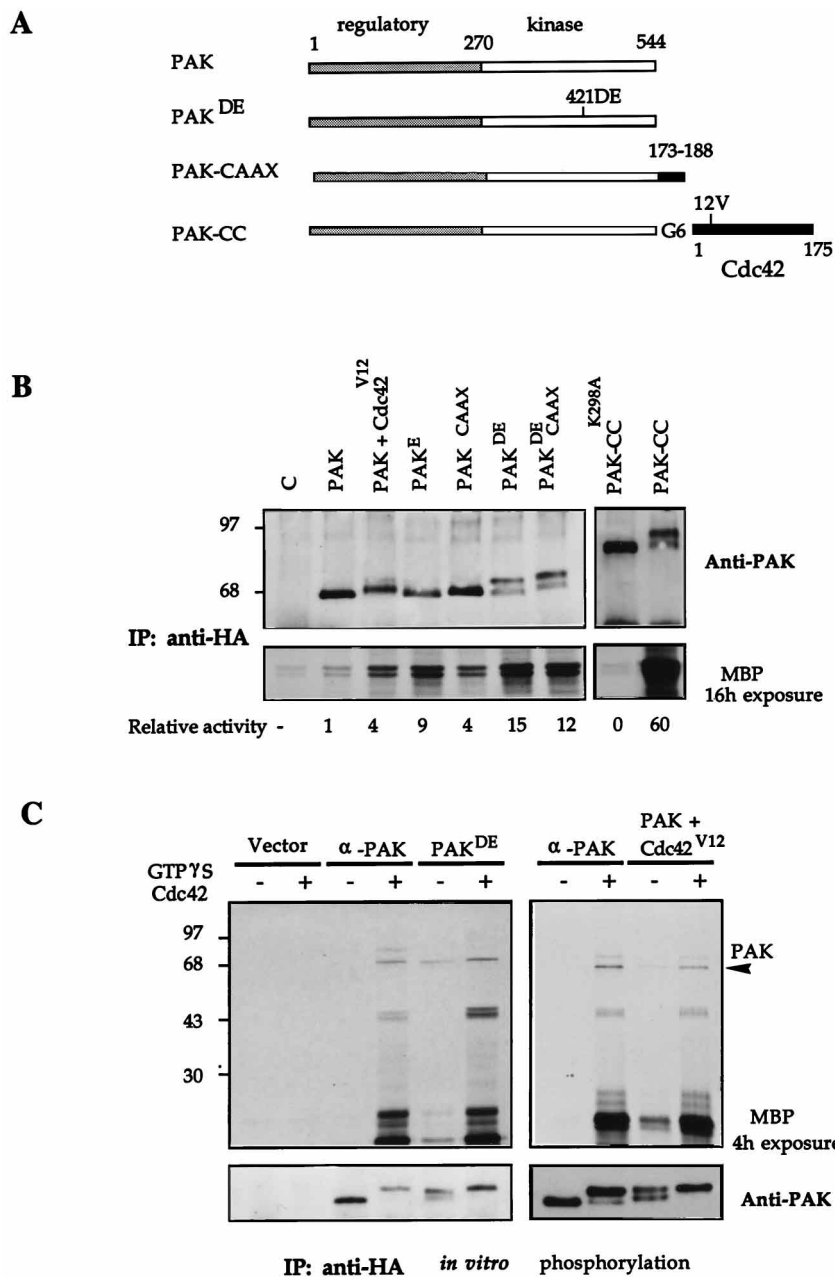 A
regulatory kinase
1 270 544
PAK
PAK DE
421DE
PAK-CAAX
173-188
PAK-CC
G6
12V
1 175
Cdc42
B
C
PAK
PAK + Cdc42 V12
PAK E
PAK CAAX
PAK DE
PAK DE CAAX
PAK-CC K298A
PAK-CC
97
68
Anti-PAK
IP: anti-HA
MBP
16h exposure
Relative activity - 1 4 9 4 15 12 0 60
C
Vector α -PAK PAK DE α -PAK PAK + Cdc42 V12
GTPγS
Cdc42
- + - + - + - + - +
97
68
43
30
PAK
MBP
4h exposure
Anti-PAK
IP: anti-HA in vitro phosphorylation